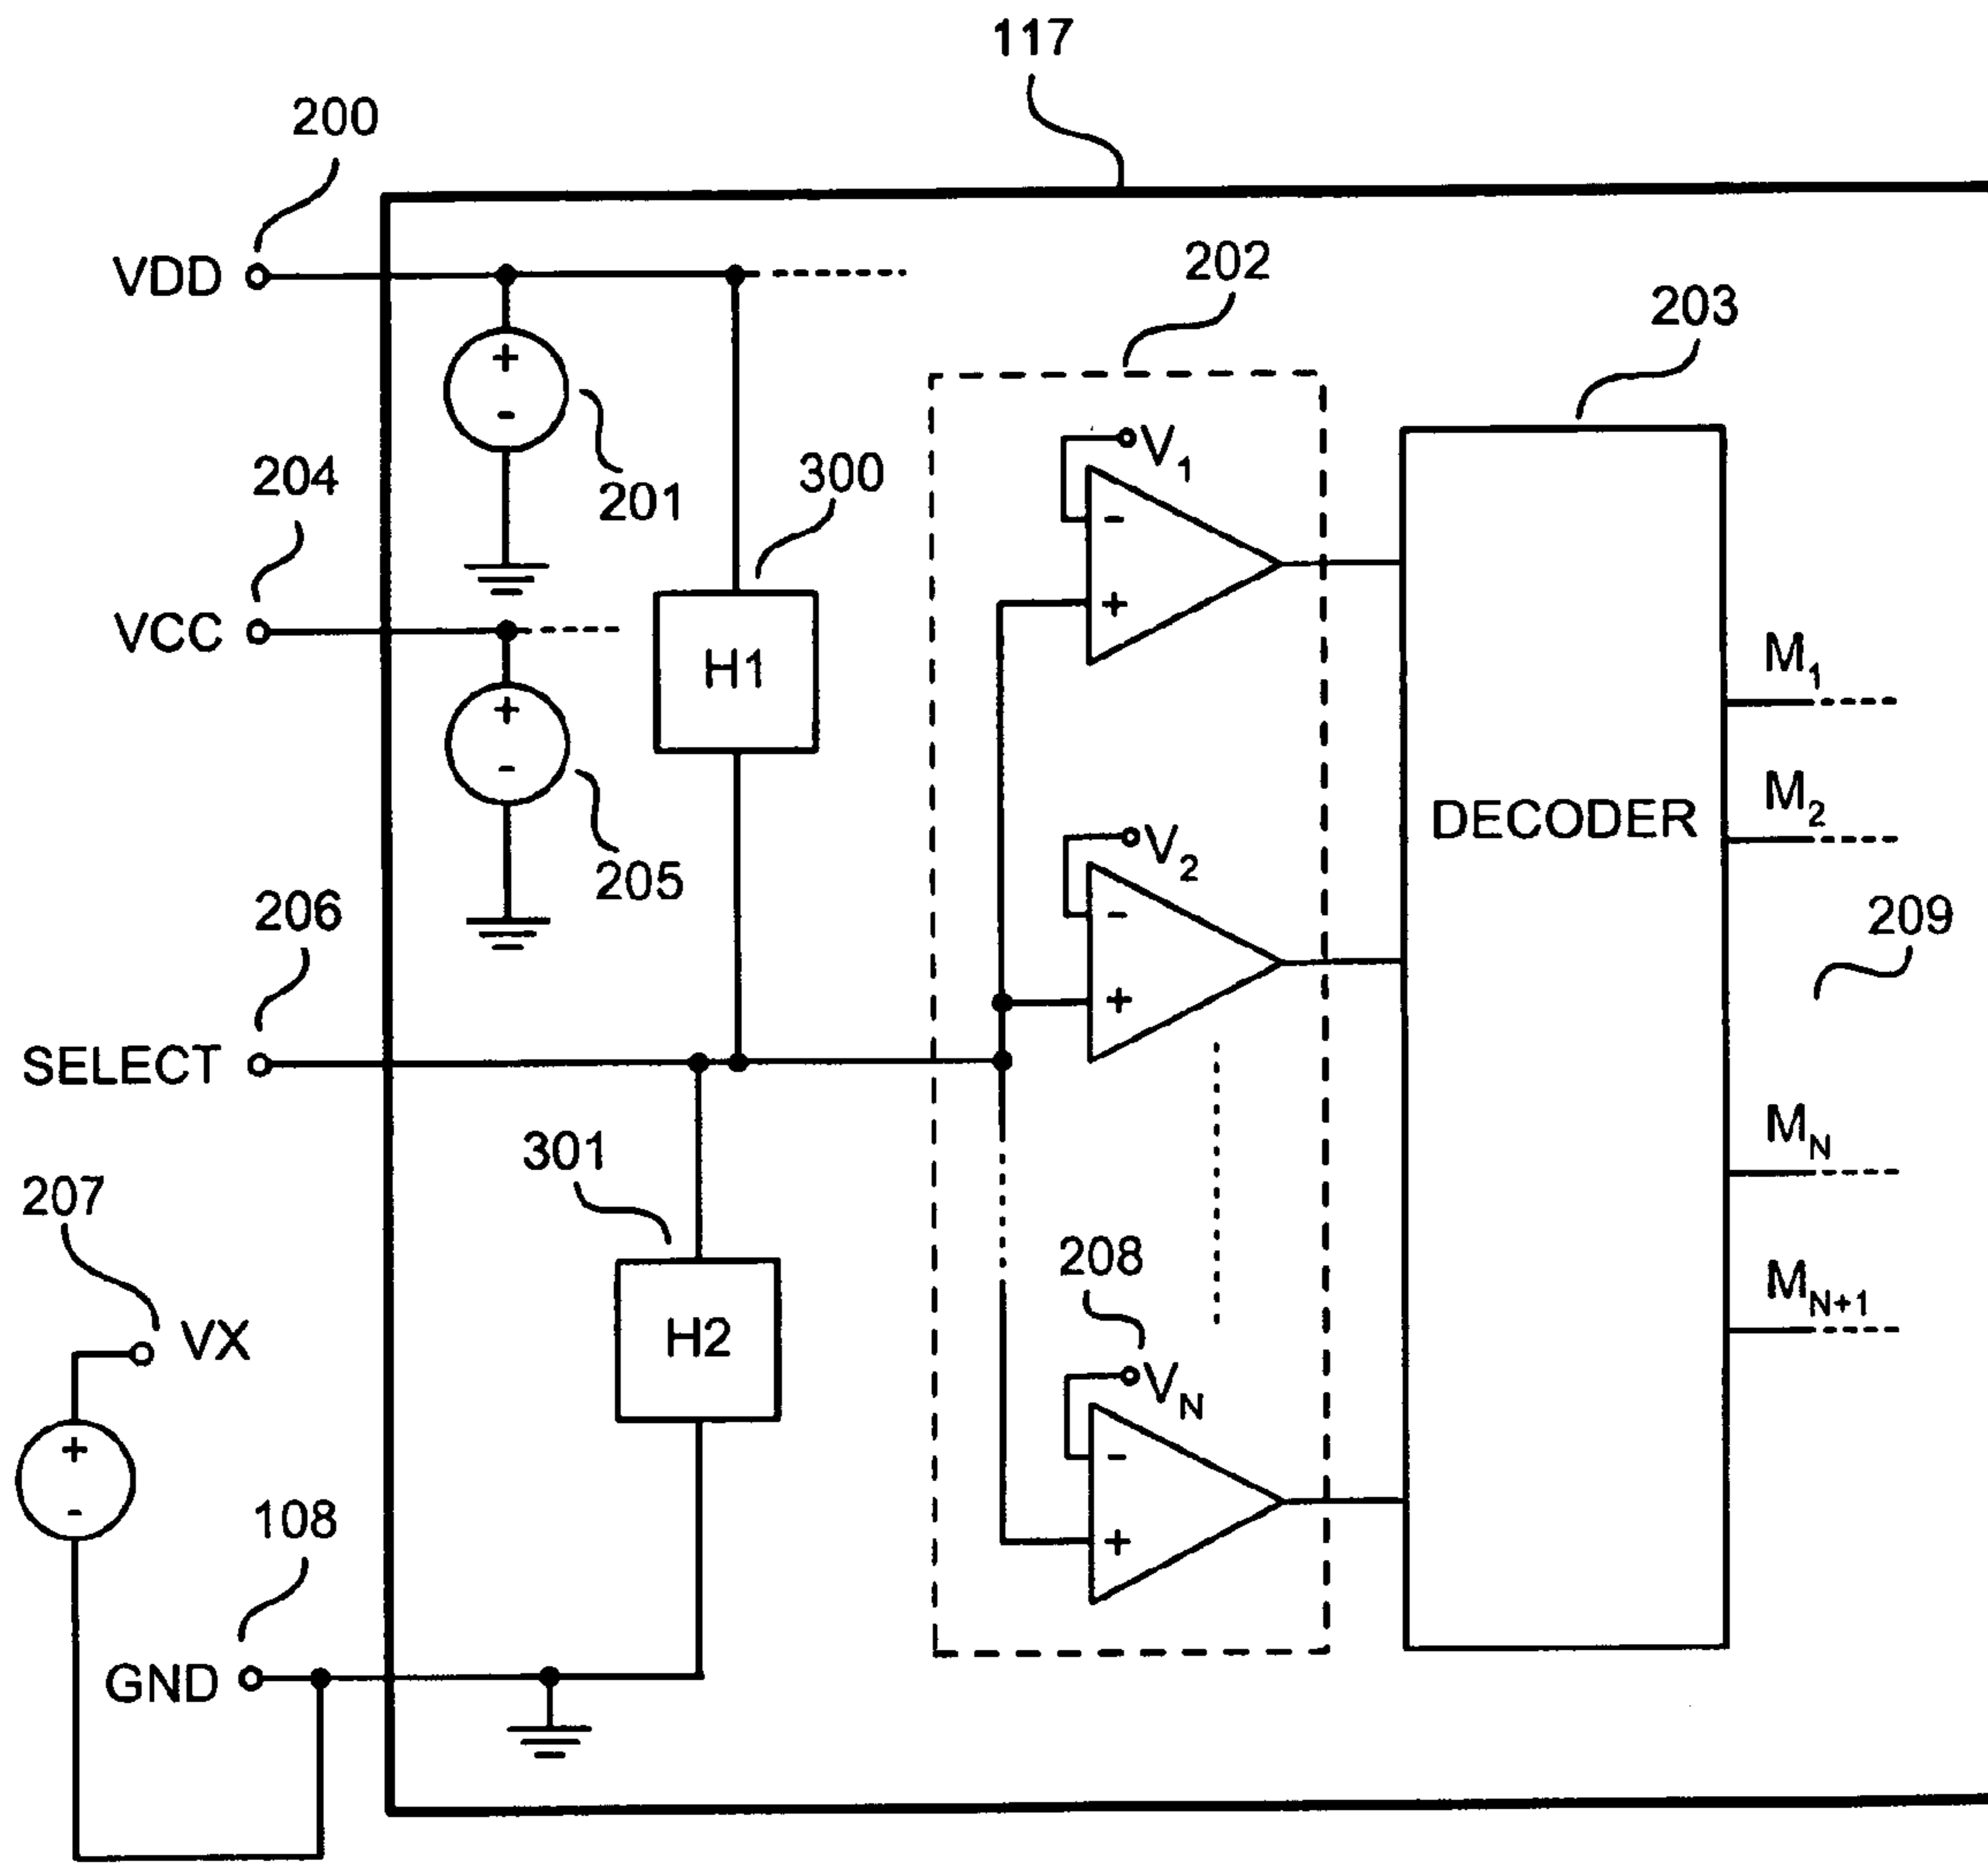 117
200
VDD
202
203
201
V1
300
204
-
+
VCC
H1
M1
M2
DECODER
V2
205
206
209
SELECT
301
MN
207
208
MN+1
VX
H2
VN
108
GND